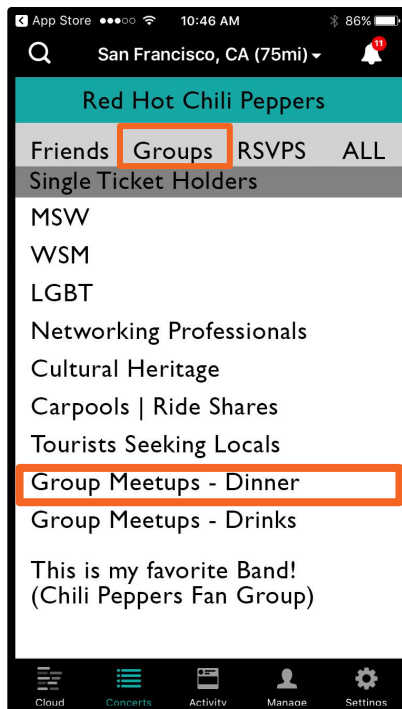 App Store 10:46 AM 86%
San Francisco, CA (75mi)
11
Red Hot Chili Peppers
Friends Groups RSVPS ALL
Single Ticket Holders
MSW
WSM
LGBT
Networking Professionals
Cultural Heritage
Carpools | Ride Shares
Tourists Seeking Locals
Group Meetups - Dinner
Group Meetups - Drinks
This is my favorite Band!
(Chili Peppers Fan Group)
Cloud Concerts Activity Manage Settings